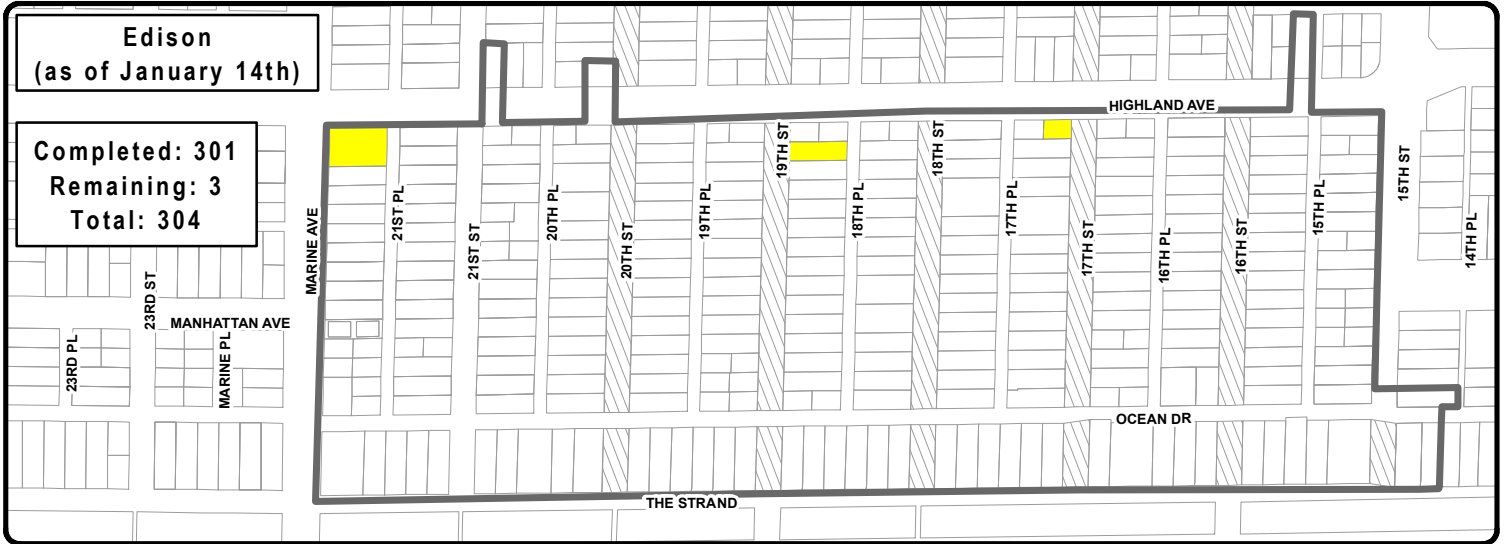 Edison
(as of January 14th)
Completed: 301
Remaining: 3
Total: 304
HIGHLAND AVE
MARINE AVE
21ST PL
21ST ST
20TH PL
20TH ST
19TH PL
19TH ST
18TH PL
18TH ST
17TH PL
17TH ST
16TH PL
16TH ST
15TH PL
15TH ST
14TH PL
23RD ST
MANHATTAN AVE
23RD PL
MARINE PL
OCEAN DR
THE STRAND